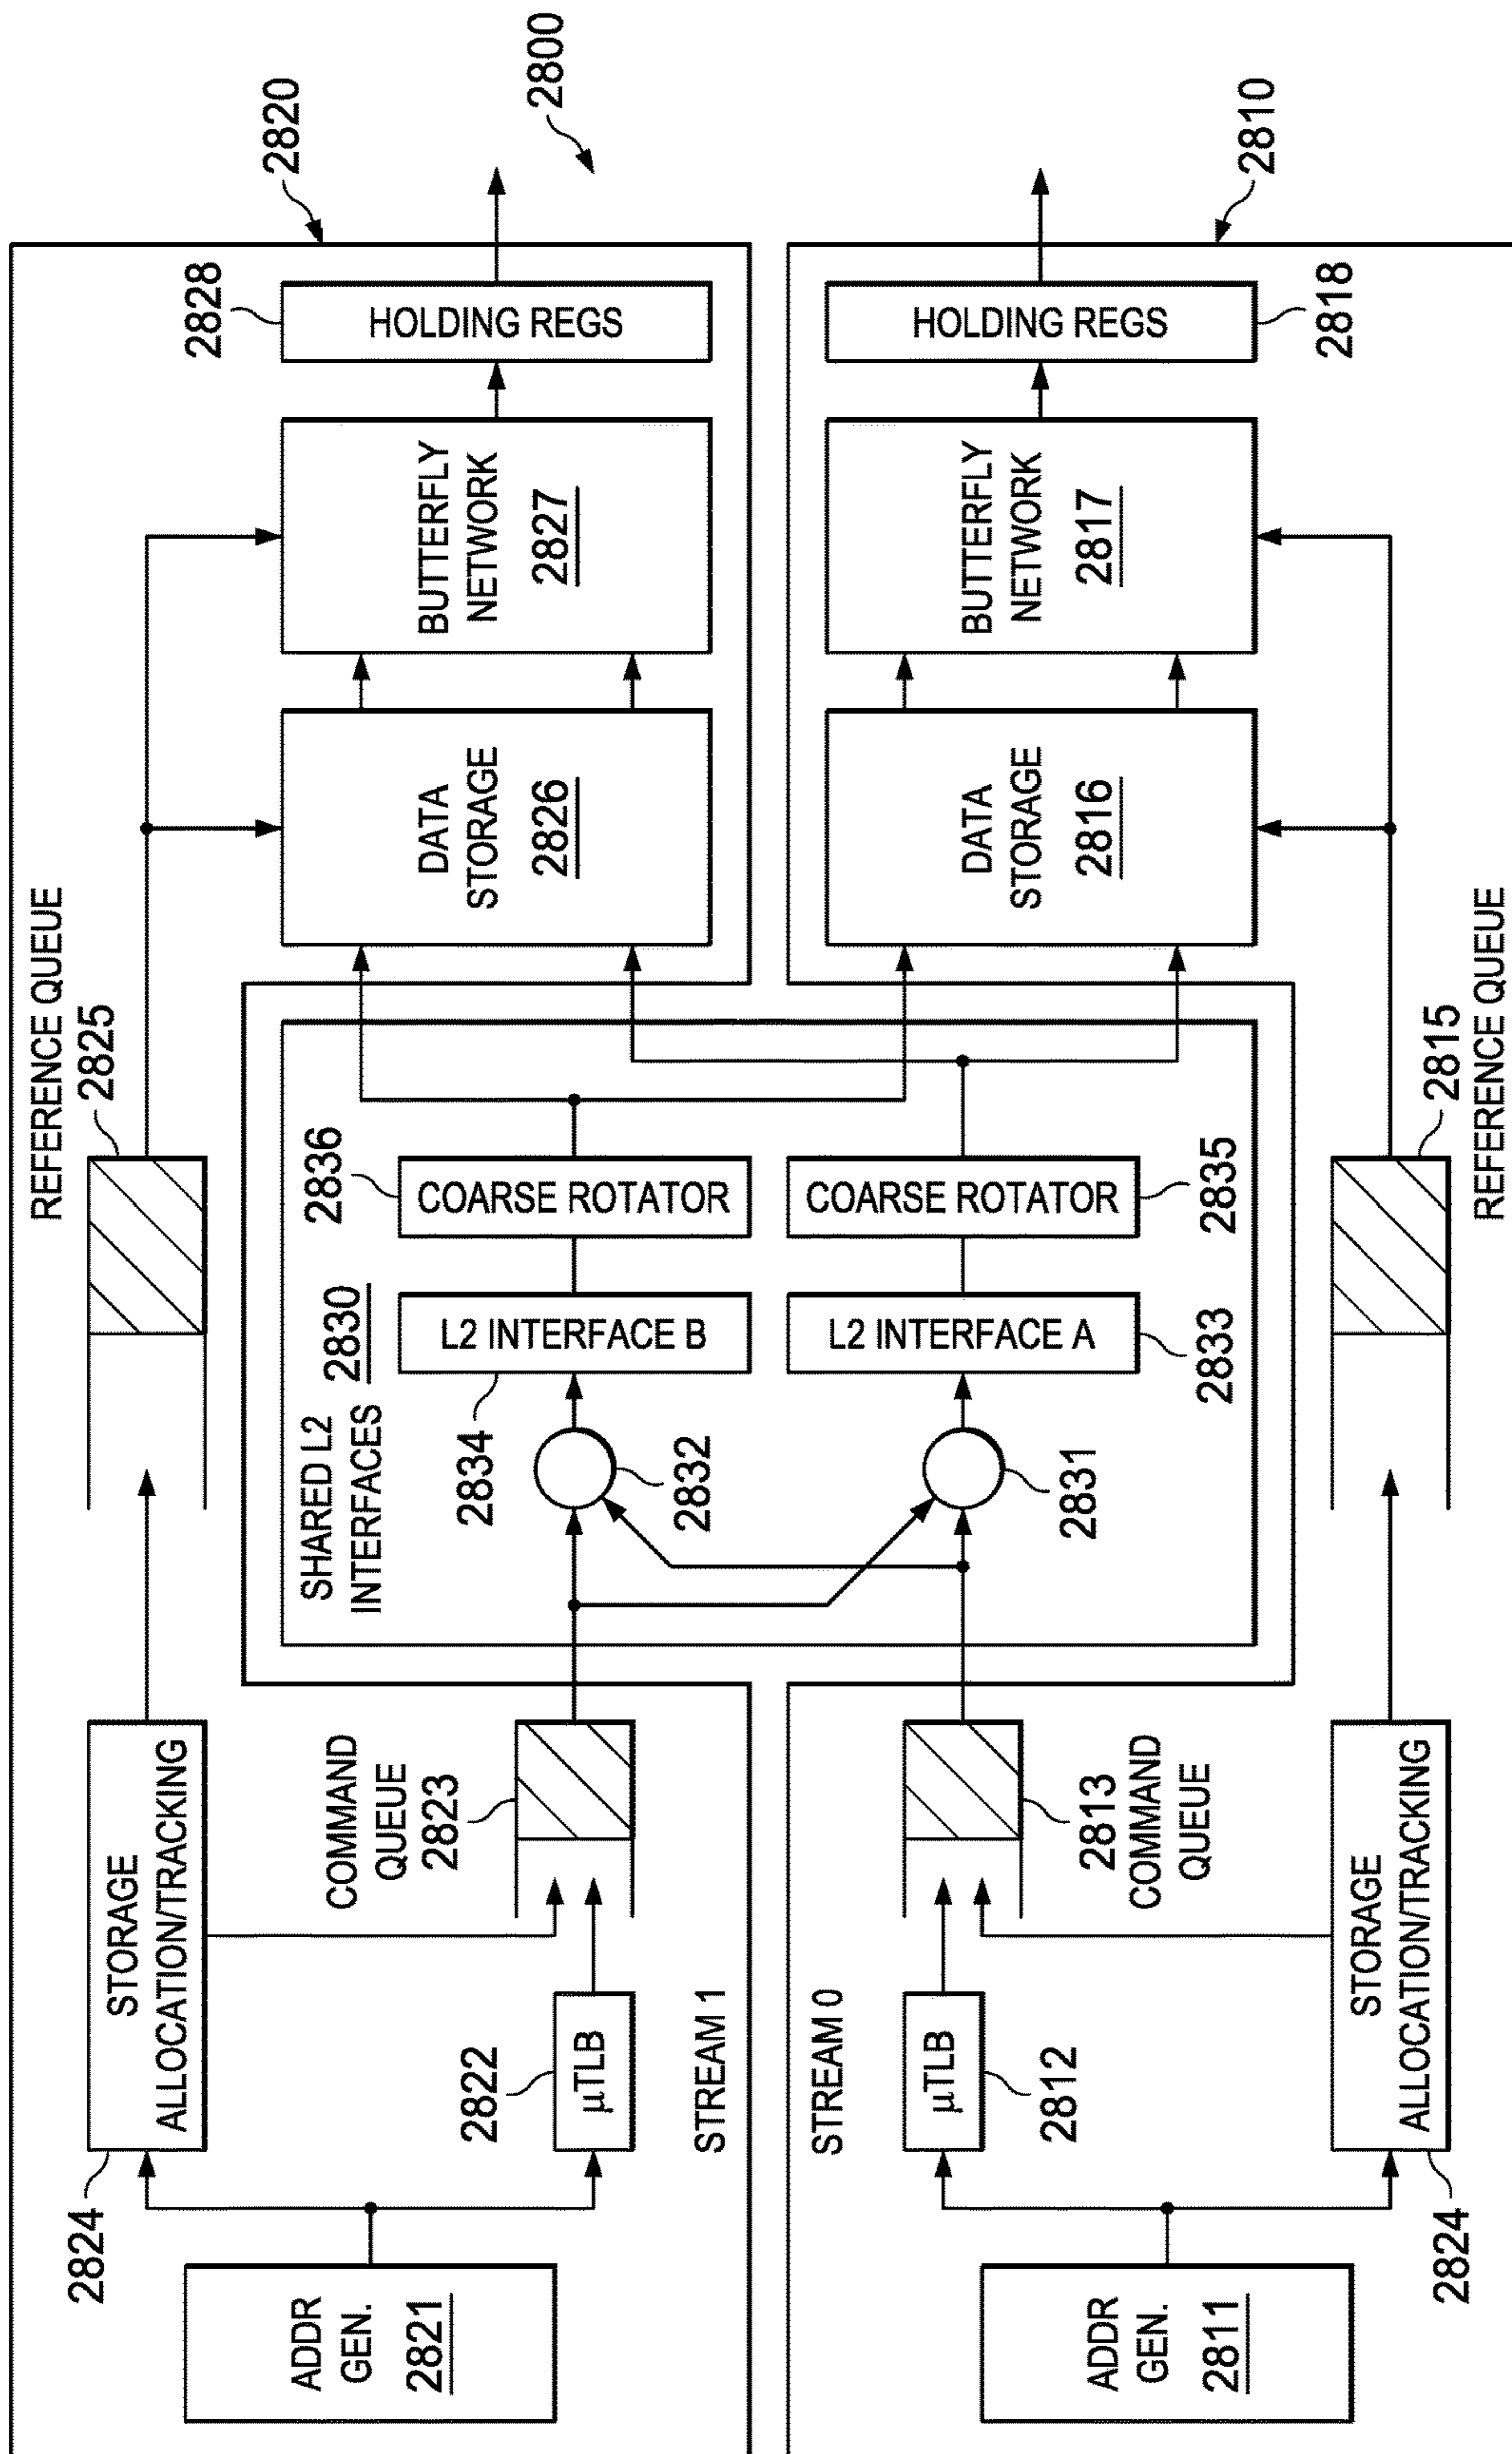 2820
2800
2810
REFERENCE QUEUE
2825
STORAGE
ALLOCATION/TRACKING
2824
ADDR
GEN.
2821
2822
µTLB
COMMAND
QUEUE
2823
STREAM 1
SHARED L2
INTERFACES
2830
2834
L2 INTERFACE B
2832
2836
COARSE ROTATOR
DATA
STORAGE
2826
BUTTERFLY
NETWORK
2827
2828
HOLDING REGS
STREAM 0
ADDR
GEN.
2811
µTLB
2812
2813
COMMAND
QUEUE
STORAGE
ALLOCATION/TRACKING
2824
2831
L2 INTERFACE A
2833
COARSE ROTATOR
2835
DATA
STORAGE
2816
BUTTERFLY
NETWORK
2817
HOLDING REGS
2818
2815
REFERENCE QUEUE